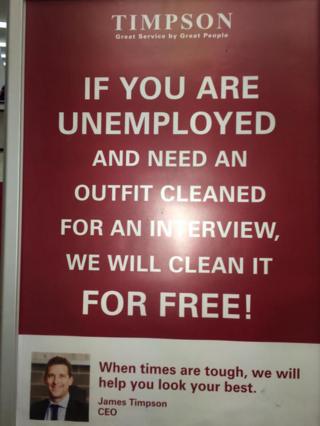 TIMPSON
Great Service by Great People
IF YOU ARE
UNEMPLOYED
AND NEED AN
OUTFIT CLEANED
FOR AN INTERVIEW,
WE WILL CLEAN IT
FOR FREE!
When times are tough, we will
help you look your best.
James Timpson
CEO